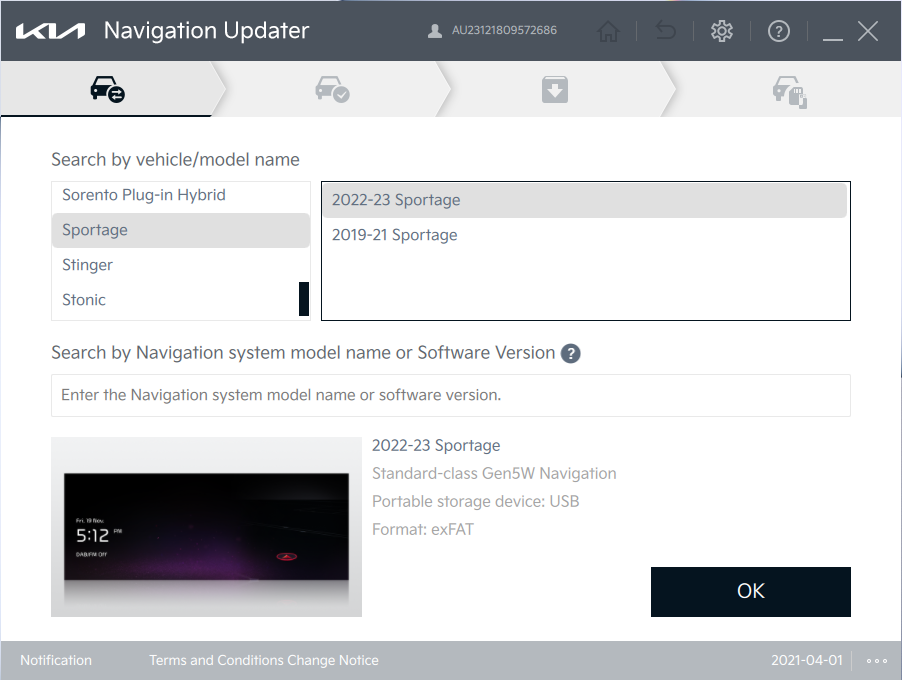 KIA Navigation Updater
AU23121809572686
Search by vehicle/model name
Sorento Plug-in Hybrid
Sportage
Stinger
Stonic
2022-23 Sportage
2019-21 Sportage
Search by Navigation system model name or Software Version ?
Enter the Navigation system model name or software version.
Fri, 19 Nov.
5:12 PM
DAB/FM Off
2022-23 Sportage
Standard-class Gen5W Navigation
Portable storage device: USB
Format: exFAT
OK
Notification
Terms and Conditions Change Notice
2021-04-01